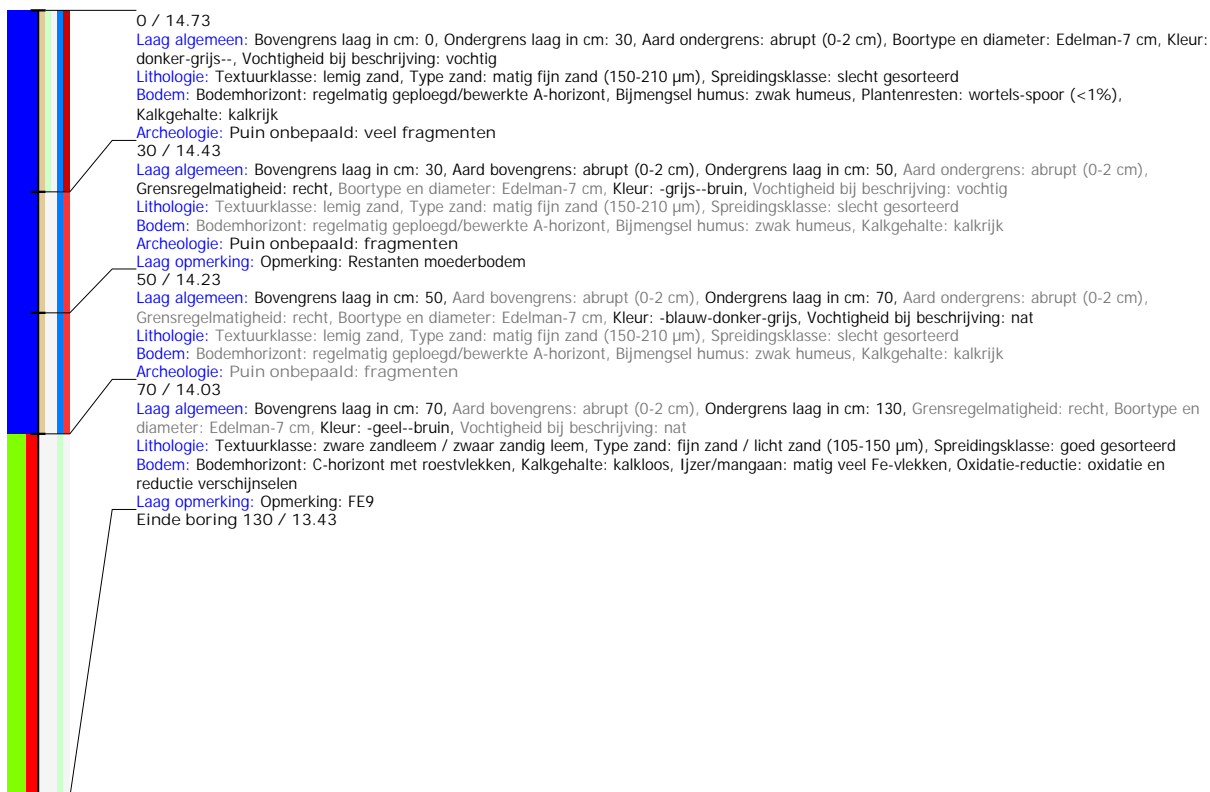 0 / 14.73
Laag algemeen: Bovengrens laag in cm: 0, Ondergrens laag in cm: 30, Aard ondergrens: abrupt (0-2 cm), Boortype en diameter: Edelman-7 cm, Kleur:
donker-grijs--, Vochtigheid bij beschrijving: vochtig
Lithologie: Textuurklasse: lemig zand, Type zand: matig fijn zand (150-210 µm), Spreidingsklasse: slecht gesorteerd
Bodem: Bodemhorizont: regelmatig geploegd/bewerkte A-horizont, Bijmengsel humus: zwak humeus, Plantenresten: wortels-spoor (<1%),
Kalkgehalte: kalkrijk
Archeologie: Puin onbepaald: veel fragmenten
30 / 14.43
Laag algemeen: Bovengrens laag in cm: 30, Aard bovengrens: abrupt (0-2 cm), Ondergrens laag in cm: 50, Aard ondergrens: abrupt (0-2 cm),
Grensregelmatigheid: recht, Boortype en diameter: Edelman-7 cm, Kleur: -grijs--bruin, Vochtigheid bij beschrijving: vochtig
Lithologie: Textuurklasse: lemig zand, Type zand: matig fijn zand (150-210 µm), Spreidingsklasse: slecht gesorteerd
Bodem: Bodemhorizont: regelmatig geploegd/bewerkte A-horizont, Bijmengsel humus: zwak humeus, Kalkgehalte: kalkrijk
Archeologie: Puin onbepaald: fragmenten
Laag opmerking: Opmerking: Restanten moederbodem
50 / 14.23
Laag algemeen: Bovengrens laag in cm: 50, Aard bovengrens: abrupt (0-2 cm), Ondergrens laag in cm: 70, Aard ondergrens: abrupt (0-2 cm),
Grensregelmatigheid: recht, Boortype en diameter: Edelman-7 cm, Kleur: -blauw-donker-grijs, Vochtigheid bij beschrijving: nat
Lithologie: Textuurklasse: lemig zand, Type zand: matig fijn zand (150-210 µm), Spreidingsklasse: slecht gesorteerd
Bodem: Bodemhorizont: regelmatig geploegd/bewerkte A-horizont, Bijmengsel humus: zwak humeus, Kalkgehalte: kalkrijk
Archeologie: Puin onbepaald: fragmenten
70 / 14.03
Laag algemeen: Bovengrens laag in cm: 70, Aard bovengrens: abrupt (0-2 cm), Ondergrens laag in cm: 130, Grensregelmatigheid: recht, Boortype en
diameter: Edelman-7 cm, Kleur: -geel--bruin, Vochtigheid bij beschrijving: nat
Lithologie: Textuurklasse: zware zandleem / zwaar zandig leem, Type zand: fijn zand / licht zand (105-150 µm), Spreidingsklasse: goed gesorteerd
Bodem: Bodemhorizont: C-horizont met roestvlekken, Kalkgehalte: kalkloos, Ijzer/mangaan: matig veel Fe-vlekken, Oxidatie-reductie: oxidatie en
reductie verschijnselen
Laag opmerking: Opmerking: FE9
Einde boring 130 / 13.43